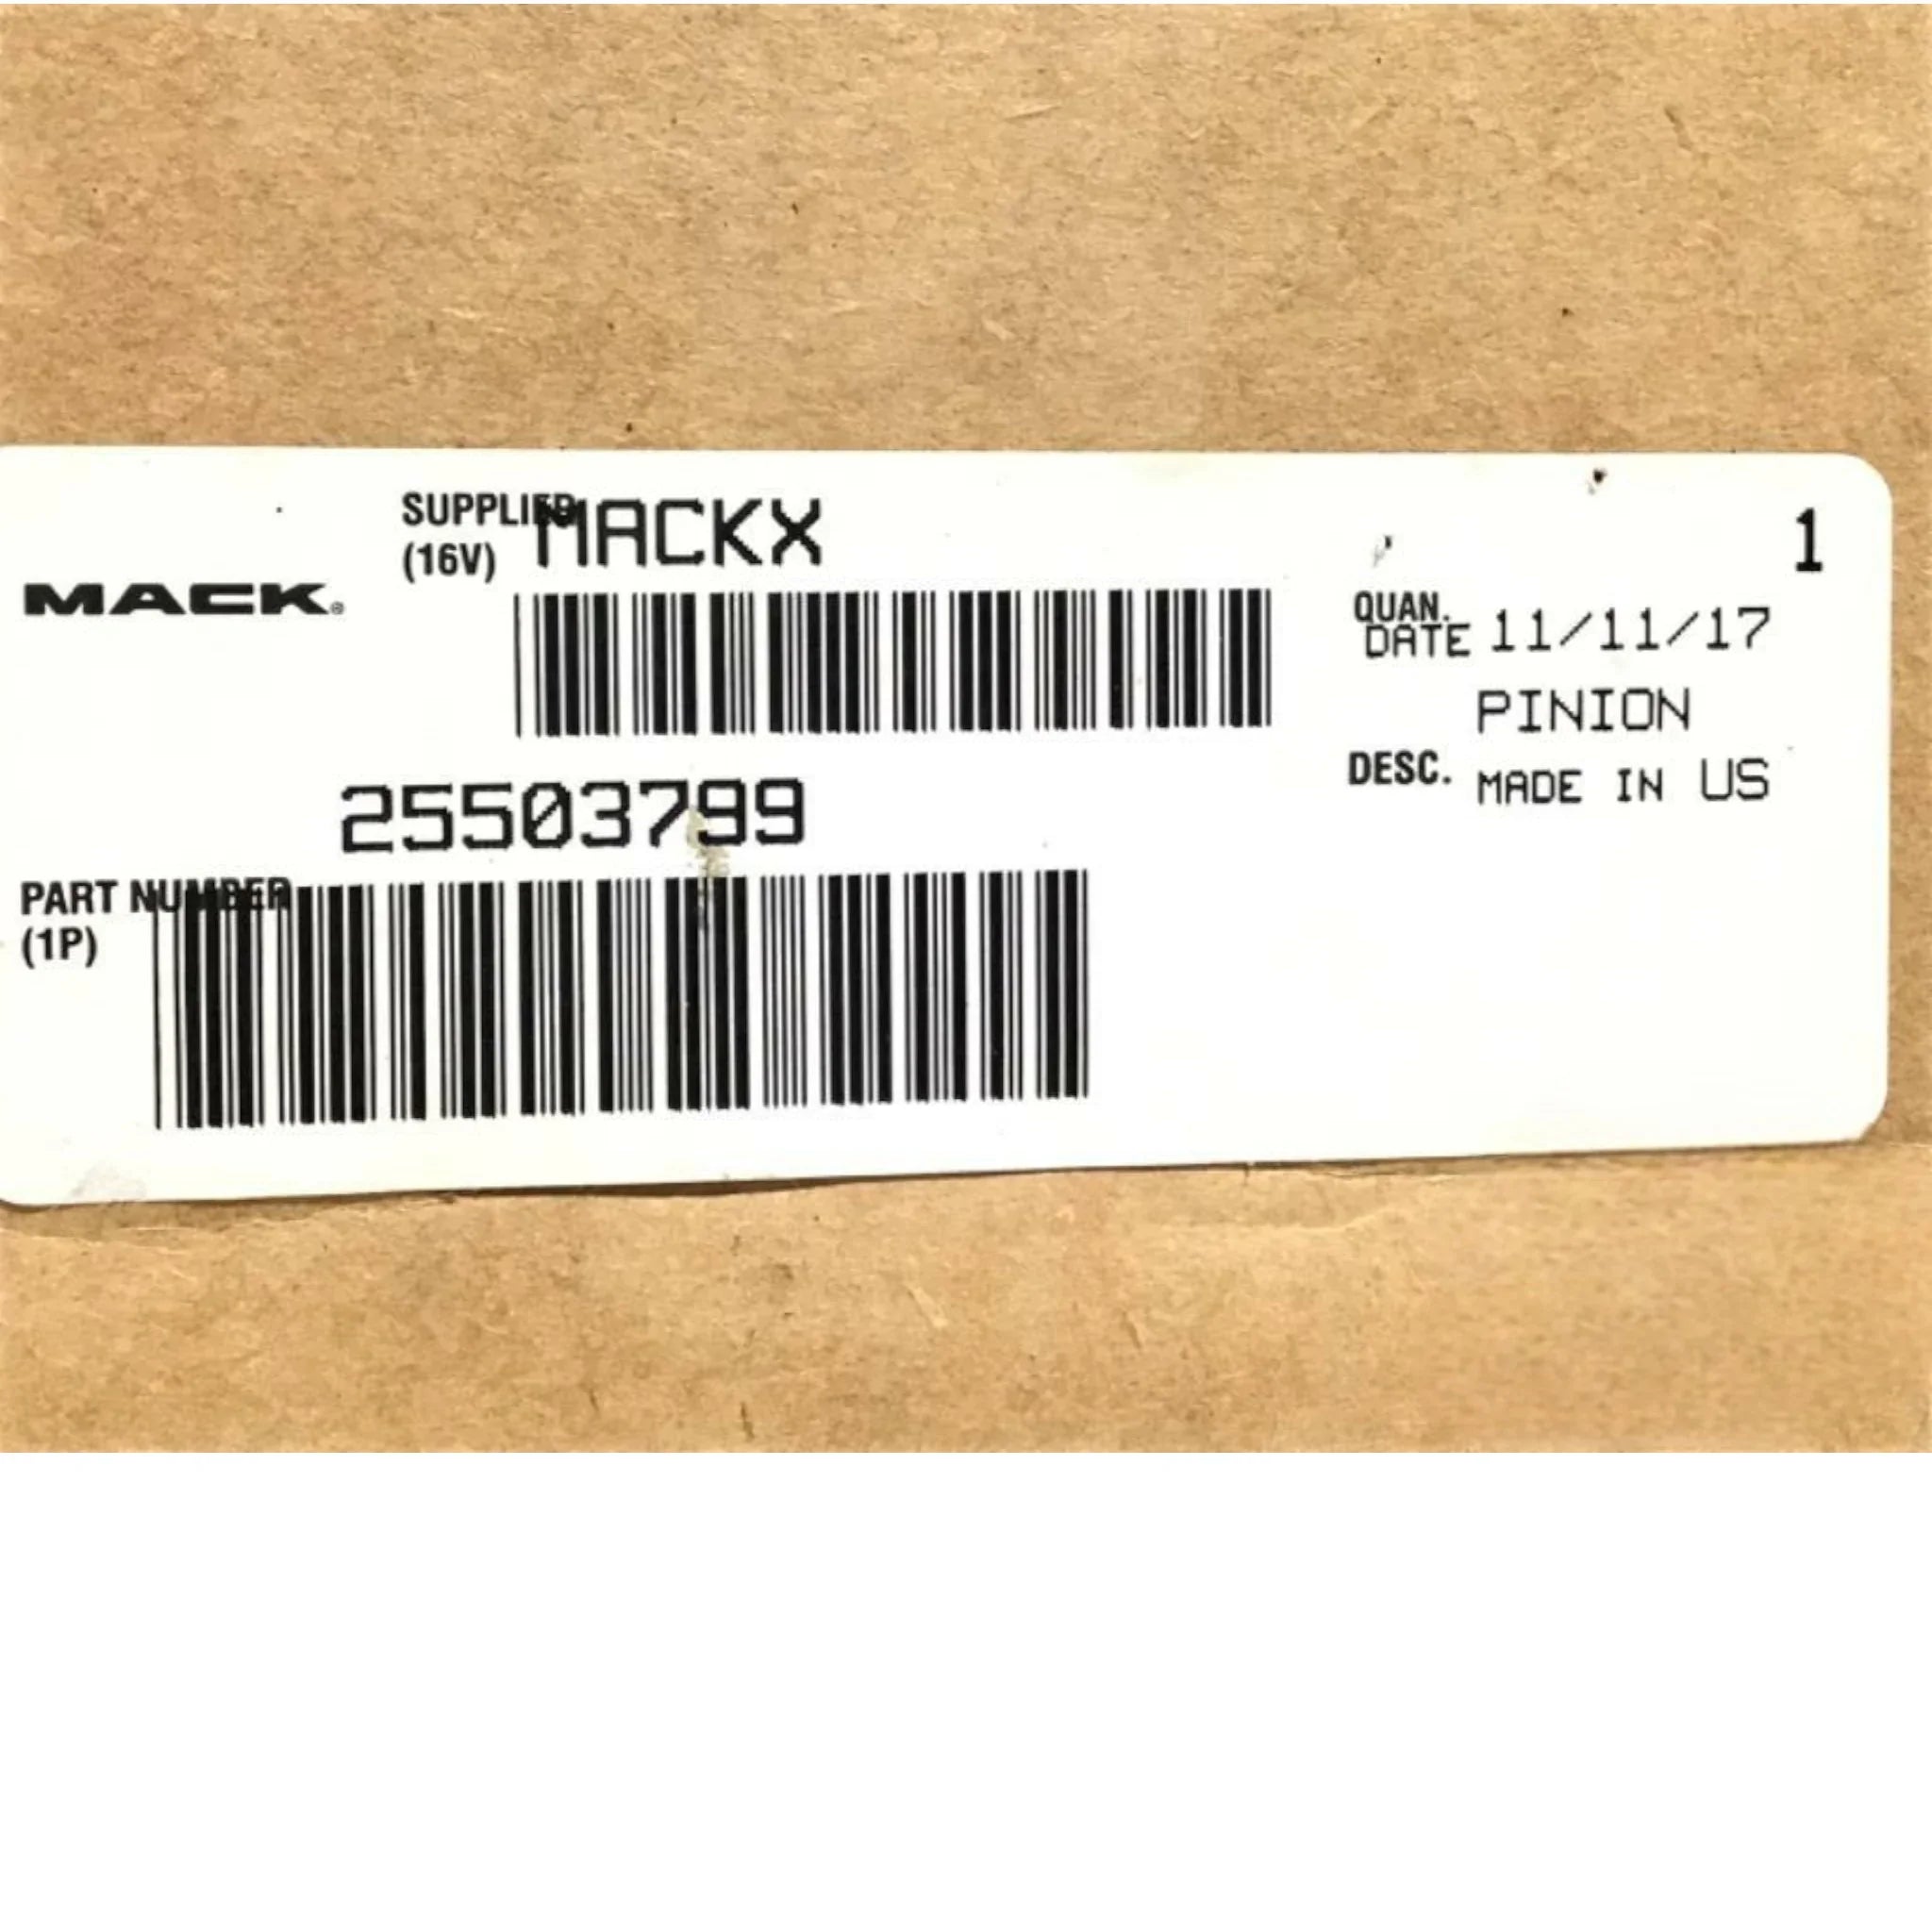 SUPPLIER MACKX
(16V)
MACK®
1
QUAN.
DATE 11/11/17
PINION
DESC. MADE IN US
25503799
PART NUMBER
(1P)